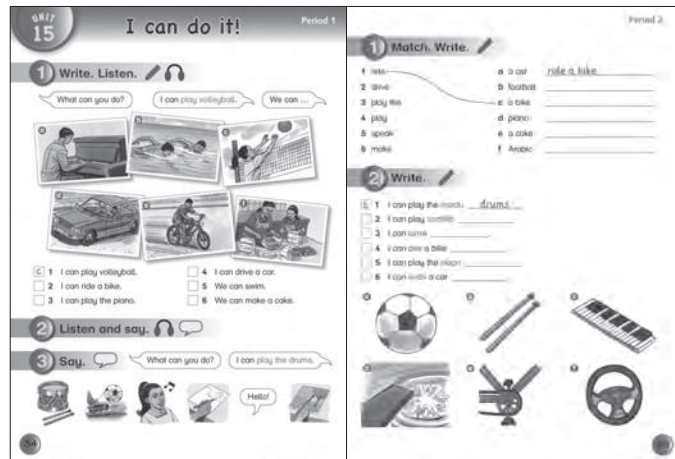 UNIT 15
I can do it!
Period 1
1 Write. Listen.
What can you do?
I can play volleyball.
We can ...
a
b
c
d
e
f
c 1 I can play volleyball.
2 I can ride a bike.
3 I can play the piano.
4 I can drive a car.
5 We can swim.
6 We can make a cake.
2 Listen and say.
3 Say.
What can you do?
I can play the drums.
Hello!
54
Period 2
1 Match. Write.
1 ride
2 drive
3 play the
4 play
5 speak
6 make
a a car
b football
c a bike
d piano
e a cake
f Arabic
ride a bike
2 Write.
b 1 I can play the drums
2 I can play
3 I can
4 I can a bike
5 I can play the
6 I can a car
a
b
c
d
e
f